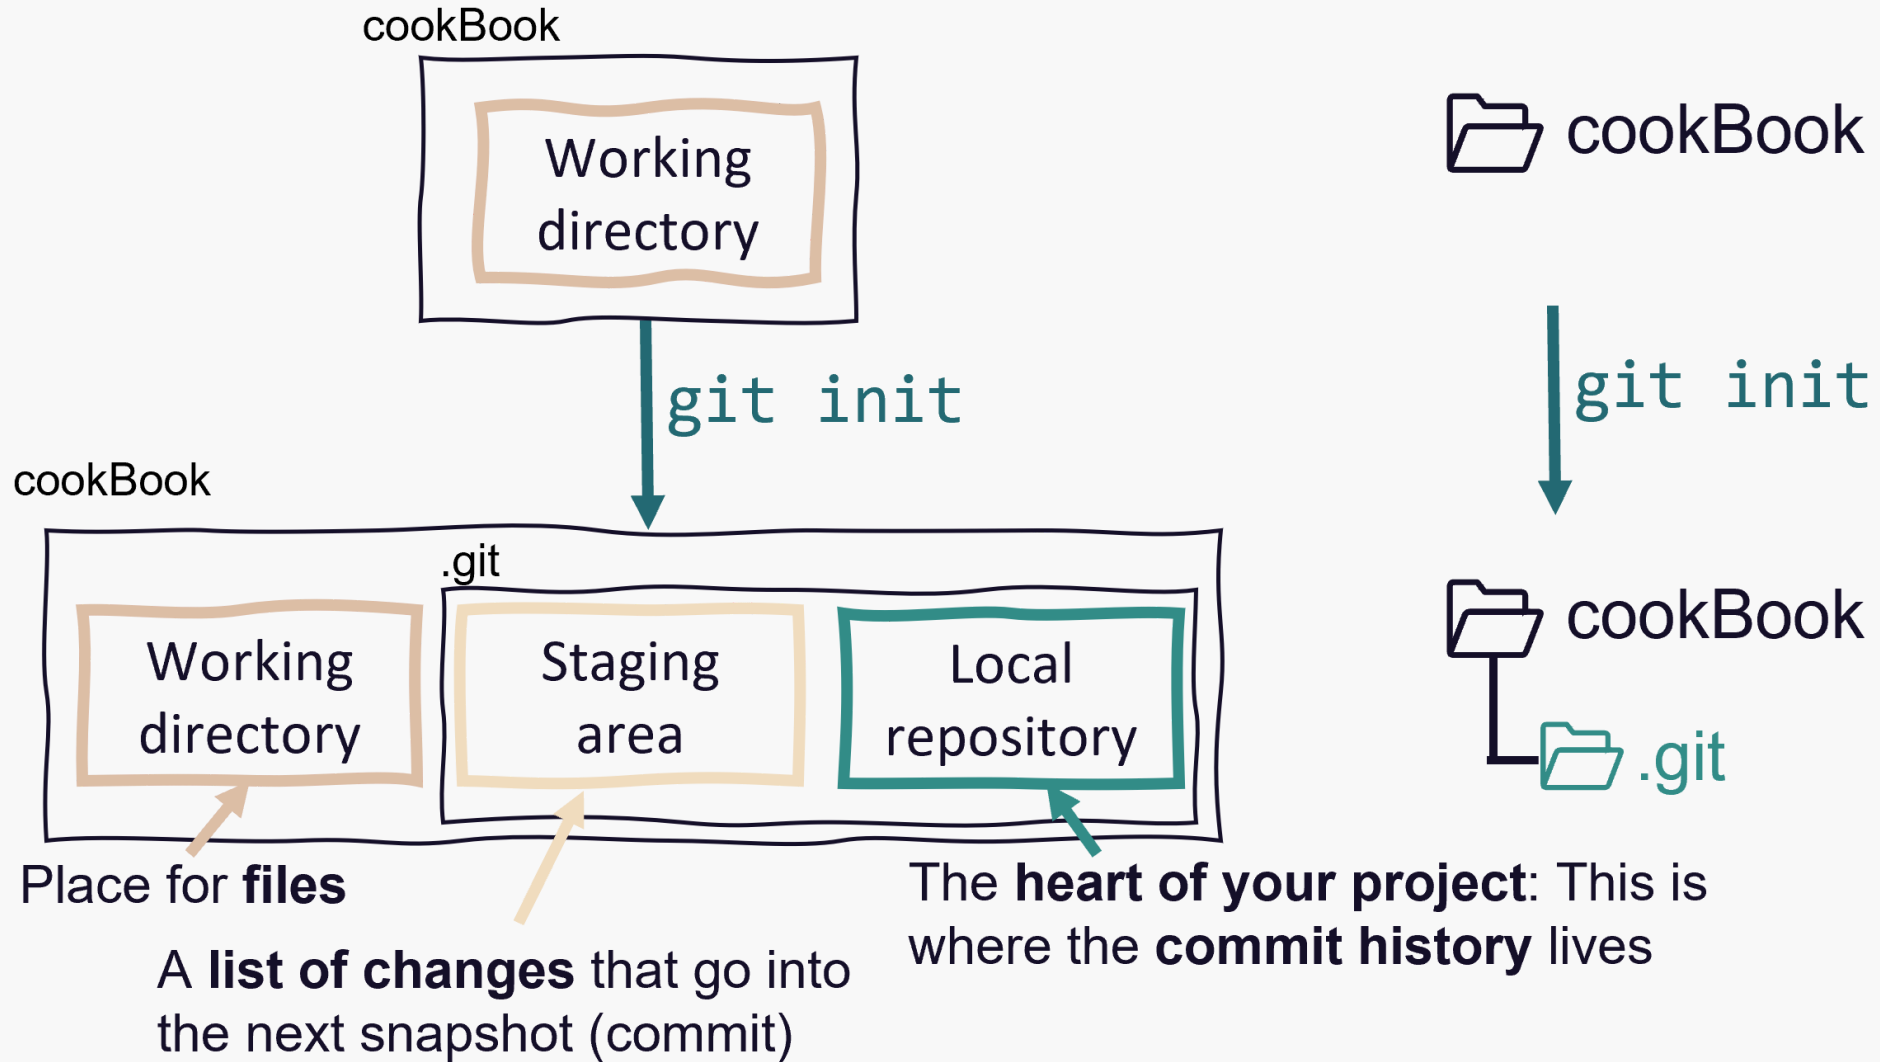 cookBook
Working
directory
git init
cookBook
.git
Working
directory
Staging
area
Local
repository
Place for files
A list of changes that go into
the next snapshot (commit)
The heart of your project: This is
where the commit history lives
cookBook
git init
cookBook
.git